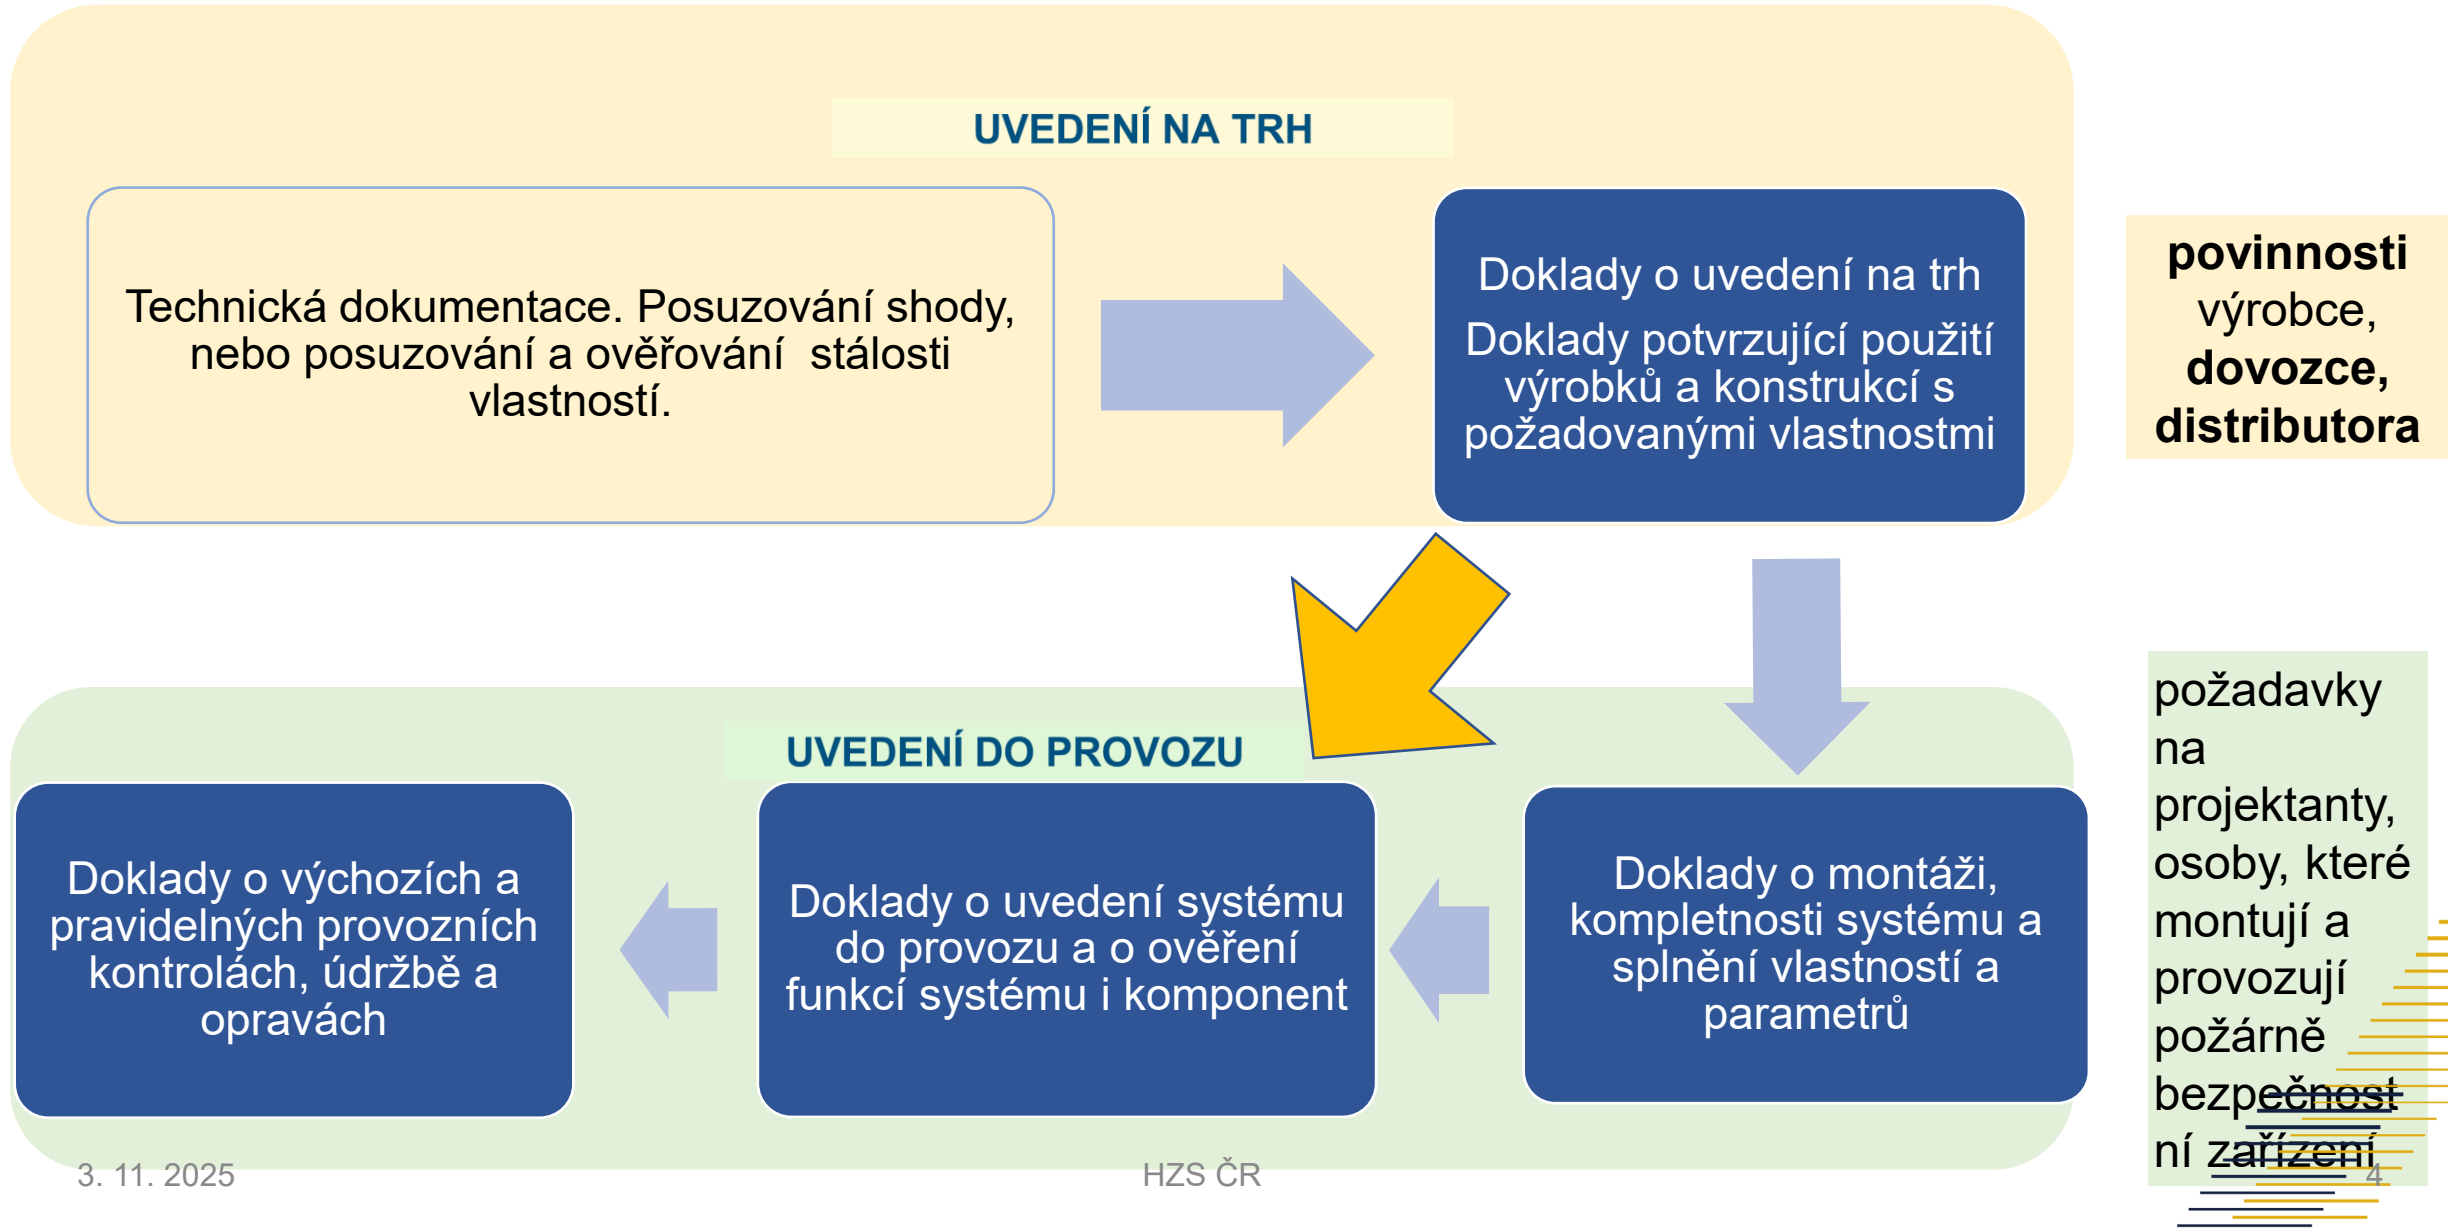 UVEDENÍ NA TRH
Technická dokumentace. Posuzování shody,
nebo posuzování a ověřování  stálosti
vlastností.
Doklady o uvedení na trh
Doklady potvrzující použití
výrobků a konstrukcí s
požadovanými vlastnostmi
povinnosti
výrobce,
dovozce,
distributora
UVEDENÍ DO PROVOZU
Doklady o výchozích a
pravidelných provozních
kontrolách, údržbě a
opravách
Doklady o uvedení systému
do provozu a o ověření
funkcí systému i komponent
Doklady o montáži,
kompletnosti systému a
splnění vlastností a
parametrů
požadavky
na
projektanty,
osoby, které
montují a
provozují
požárně
bezpečnost
ní zařízení
3. 11. 2025
HZS ČR
4